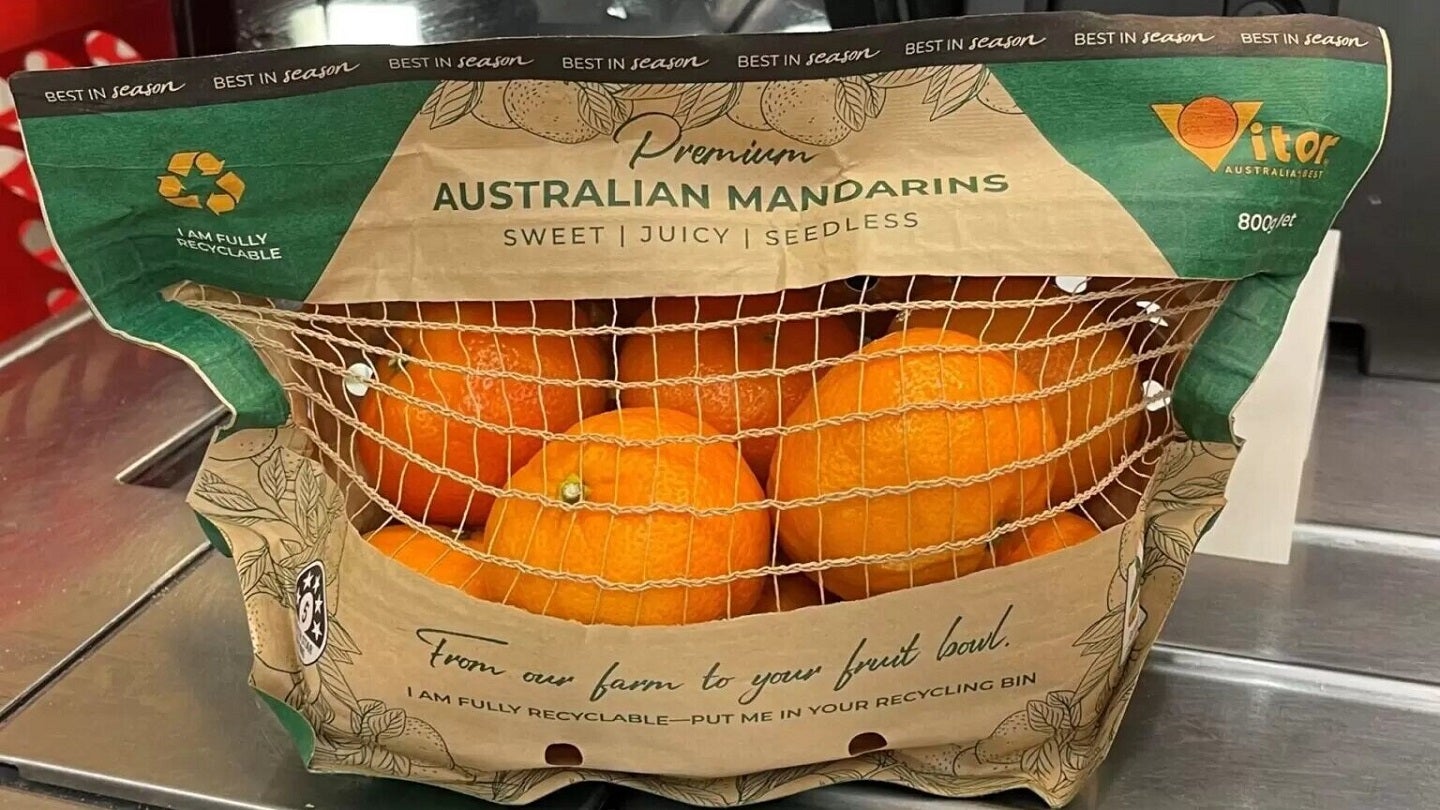 BEST IN season BEST IN season BEST IN season BEST IN season BEST IN season BEST IN season BEST IN season BEST IN season
Premium
AUSTRALIAN MANDARINS
SWEET | JUICY | SEEDLESS
I AM FULLY
RECYCLABLE
Vitor
AUSTRALIA'S BEST
800g Net
From our farm to your fruit bowl.
I AM FULLY RECYCLABLE—PUT ME IN YOUR RECYCLING BIN